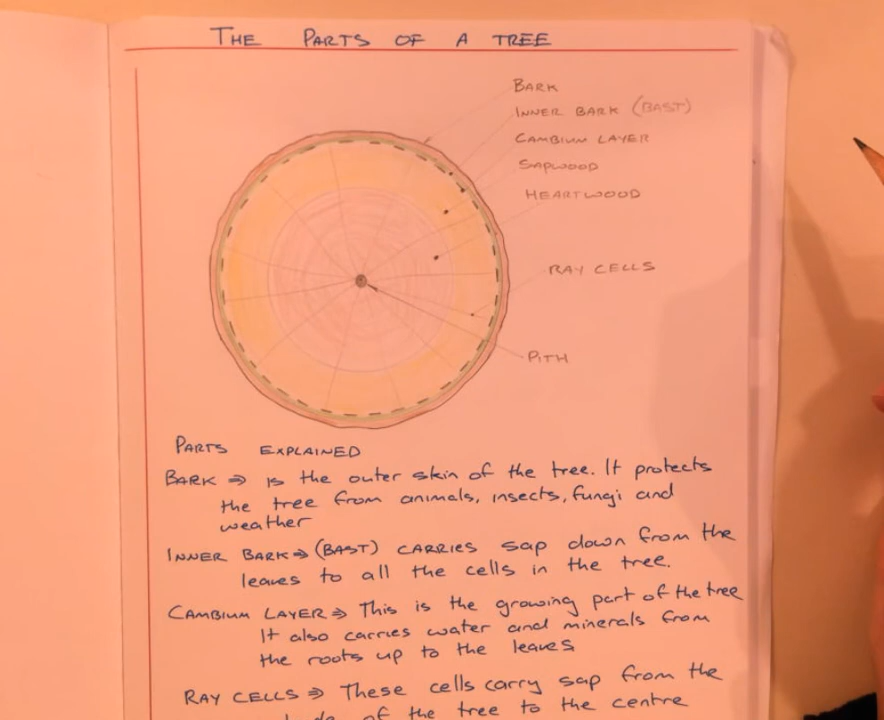 THE PARTS OF A TREE
BARK
INNER BARK (BAST)
CAMBIUM LAYER
SAPWOOD
HEARTWOOD
RAY CELLS
PITH
PARTS EXPLAINED
BARK ⇒ is the outer skin of the tree. It protects
the tree from animals, insects, fungi and
weather
INNER BARK ⇒ (BAST) CARRIES sap down from the
leaves to all the cells in the tree.
CAMBIUM LAYER ⇒ This is the growing part of the tree
It also carries water and minerals from
the roots up to the leaves
RAY CELLS ⇒ These cells carry sap from the
of the tree to the centre